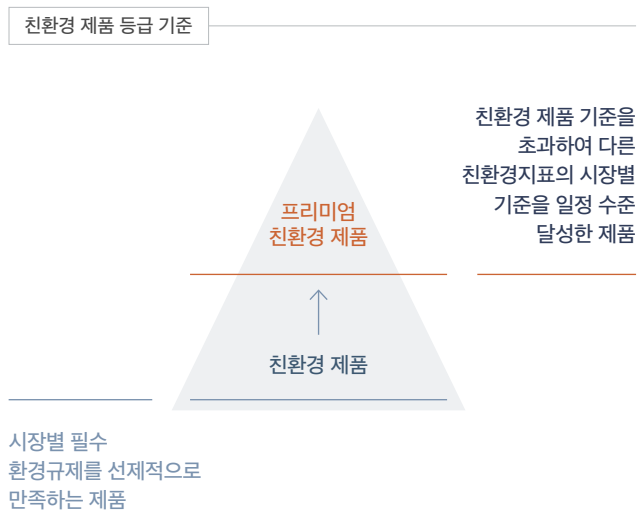 친환경 제품 등급 기준
친환경 제품 기준을
초과하여 다른
친환경지표의 시장별
기준을 일정 수준
달성한 제품
프리미엄
친환경 제품
친환경 제품
시장별 필수
환경규제를 선제적으로
만족하는 제품